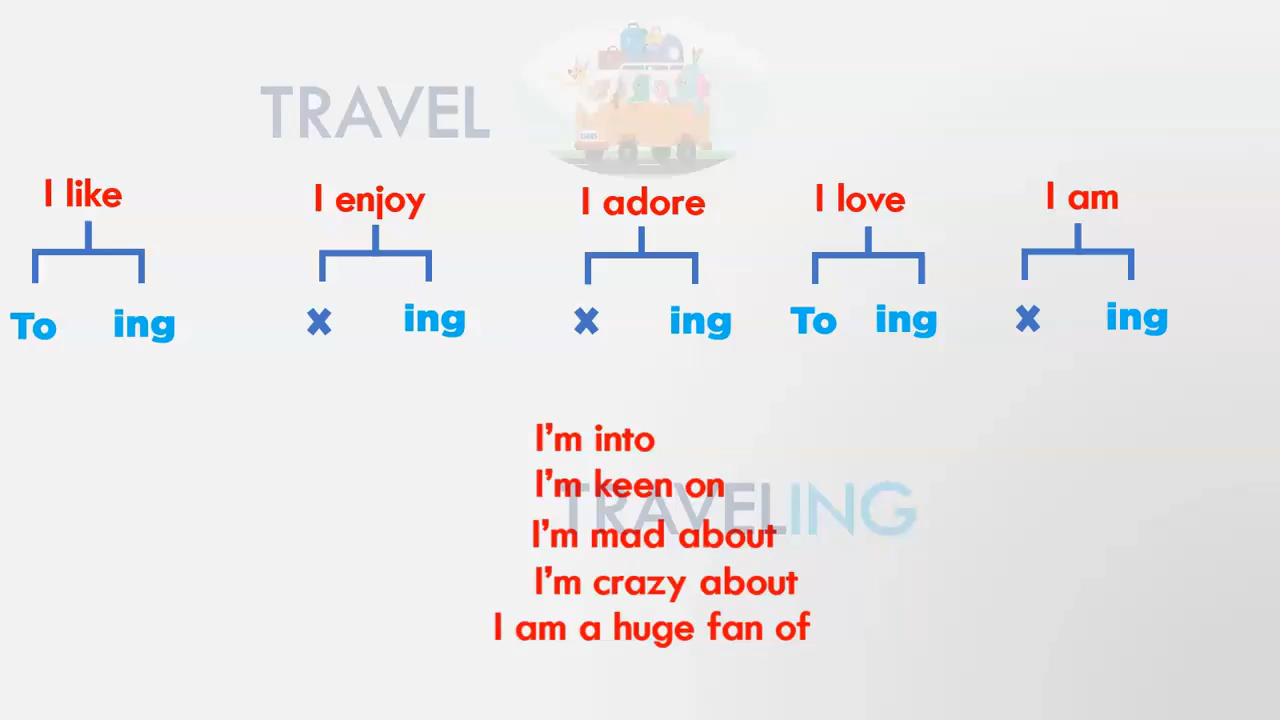 TRAVEL
I like I enjoy I adore I love I am
To ing x ing x ing To ing x ing
I'm into
I'm keen on
TRAVELING
I'm mad about
I'm crazy about
I am a huge fan of